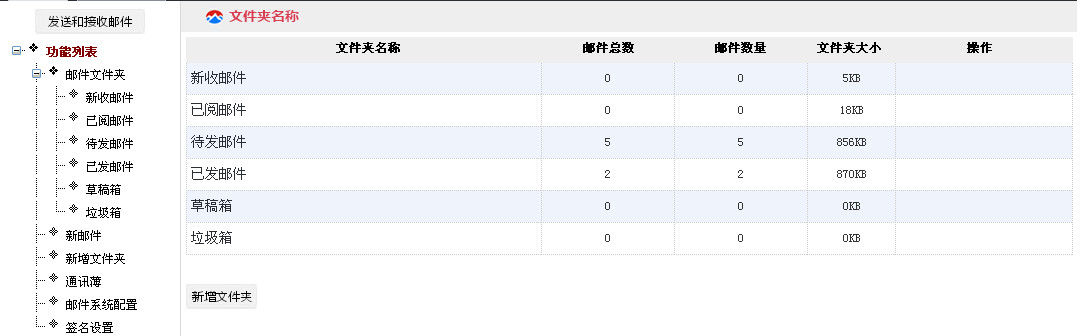 发送和接收邮件
功能列表
邮件文件夹
新收邮件
已阅邮件
待发邮件
已发邮件
草稿箱
垃圾箱
新邮件
新增文件夹
通讯薄
邮件系统配置
签名设置
文件夹名称
文件夹名称 邮件总数 邮件数量 文件夹大小 操作
新收邮件 0 0 5KB
已阅邮件 0 0 18KB
待发邮件 5 5 856KB
已发邮件 2 2 870KB
草稿箱 0 0 0KB
垃圾箱 0 0 0KB
新增文件夹